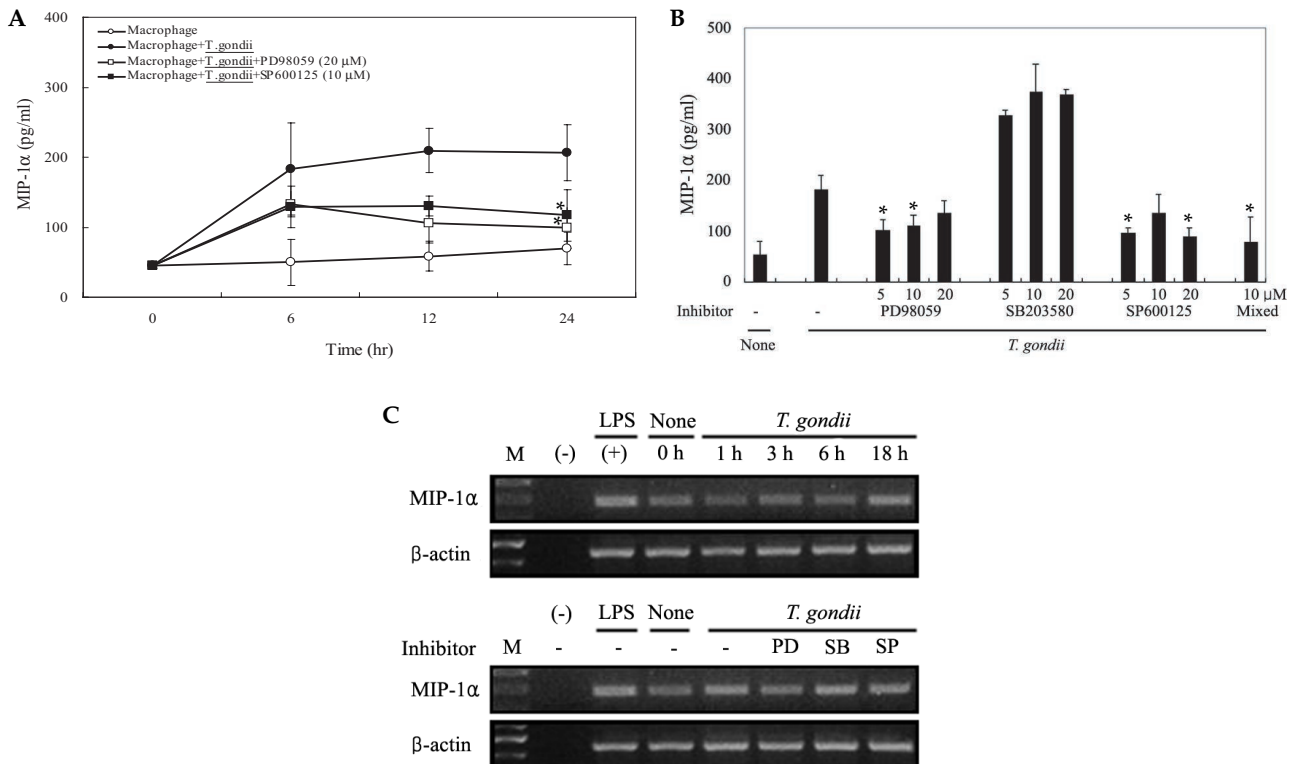 A
MIP-1α (pg/ml)
400
300
200
100
0
Macrophage
Macrophage+T.gondii
Macrophage+T.gondii+PD98059 (20 μM)
Macrophage+T.gondii+SP600125 (10 μM)
*
*
0 6 12 24
Time (hr)
B
MIP-1α (pg/ml)
500
400
300
200
100
0
* * * * *
5 10 20 5 10 20 5 10 20 10 μM
Inhibitor - - PD98059 SB203580 SP600125 Mixed
None T. gondii
C
LPS None T. gondii
M (-) (+) 0 h 1 h 3 h 6 h 18 h
MIP-1α
β-actin
(-) LPS None T. gondii
Inhibitor M - - - - PD SB SP
MIP-1α
β-actin